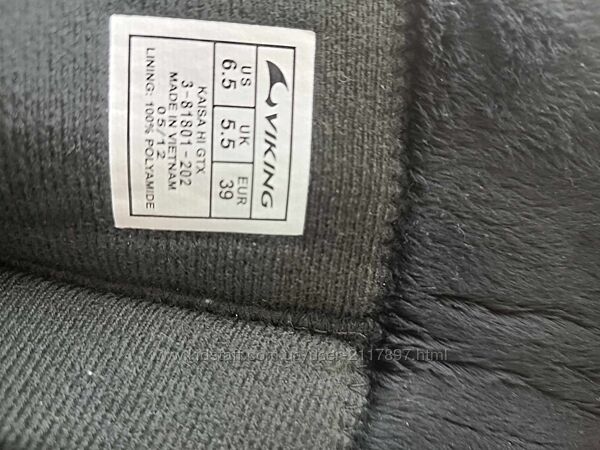 VIKING
US UK EUR
6.5 5.5 39
KAISA HI GTX
3-81801-202
MADE IN VIETNAM
05/12
LINING: 100% POLYAMIDE